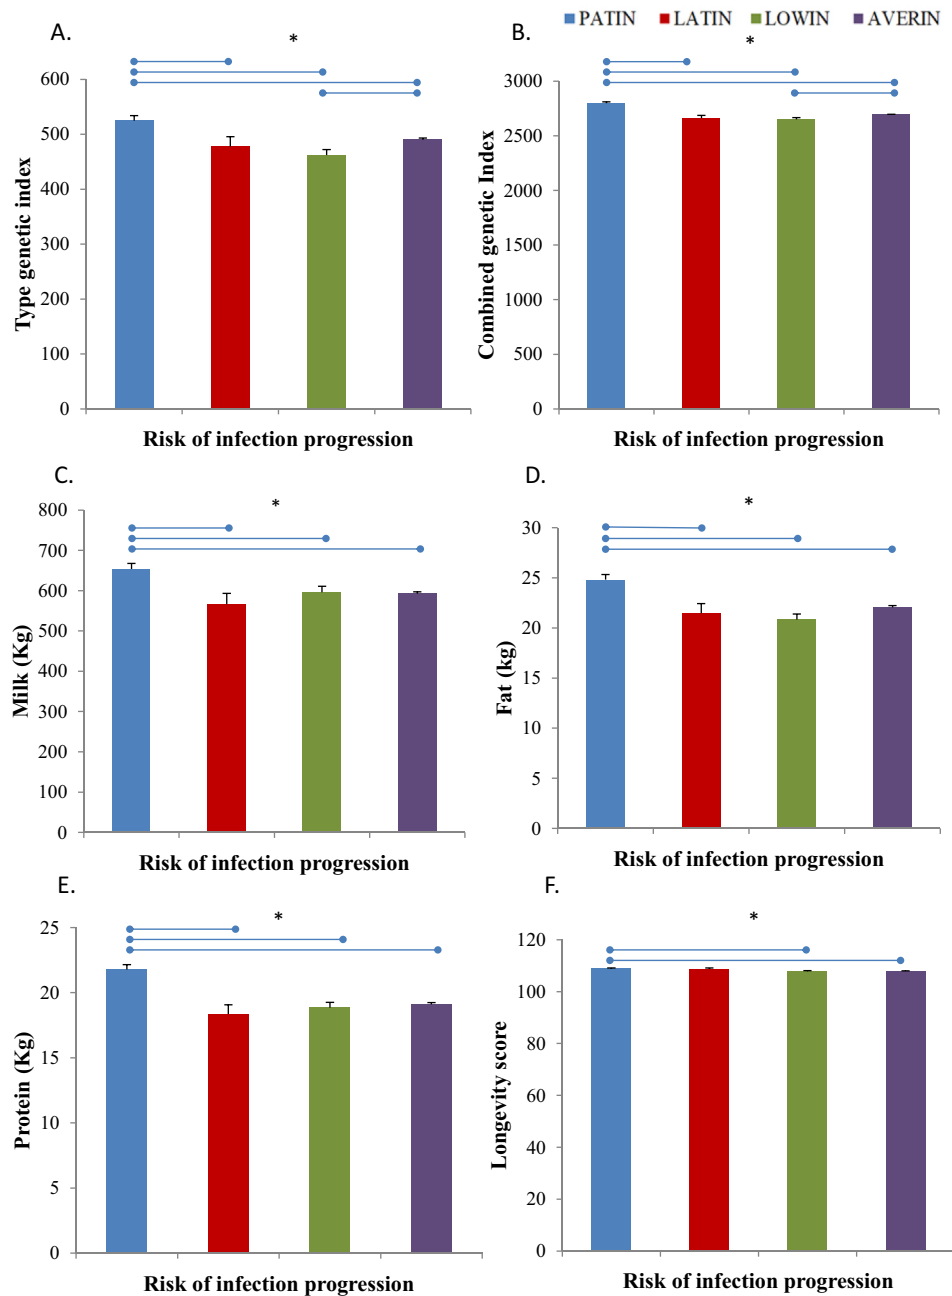 PATIN LATIN LOWIN AVERIN
A.
*
600
500
400
300
200
100
0
Type genetic index
Risk of infection progression
B.
*
3000
2500
2000
1500
1000
500
0
Combined genetic Index
Risk of infection progression
C.
*
800
700
600
500
400
300
200
100
0
Milk (Kg)
Risk of infection progression
D.
*
30
25
20
15
10
5
0
Fat (kg)
Risk of infection progression
E.
*
25
20
15
10
5
0
Protein (Kg)
Risk of infection progression
F.
*
120
100
80
60
40
20
0
Longevity score
Risk of infection progression